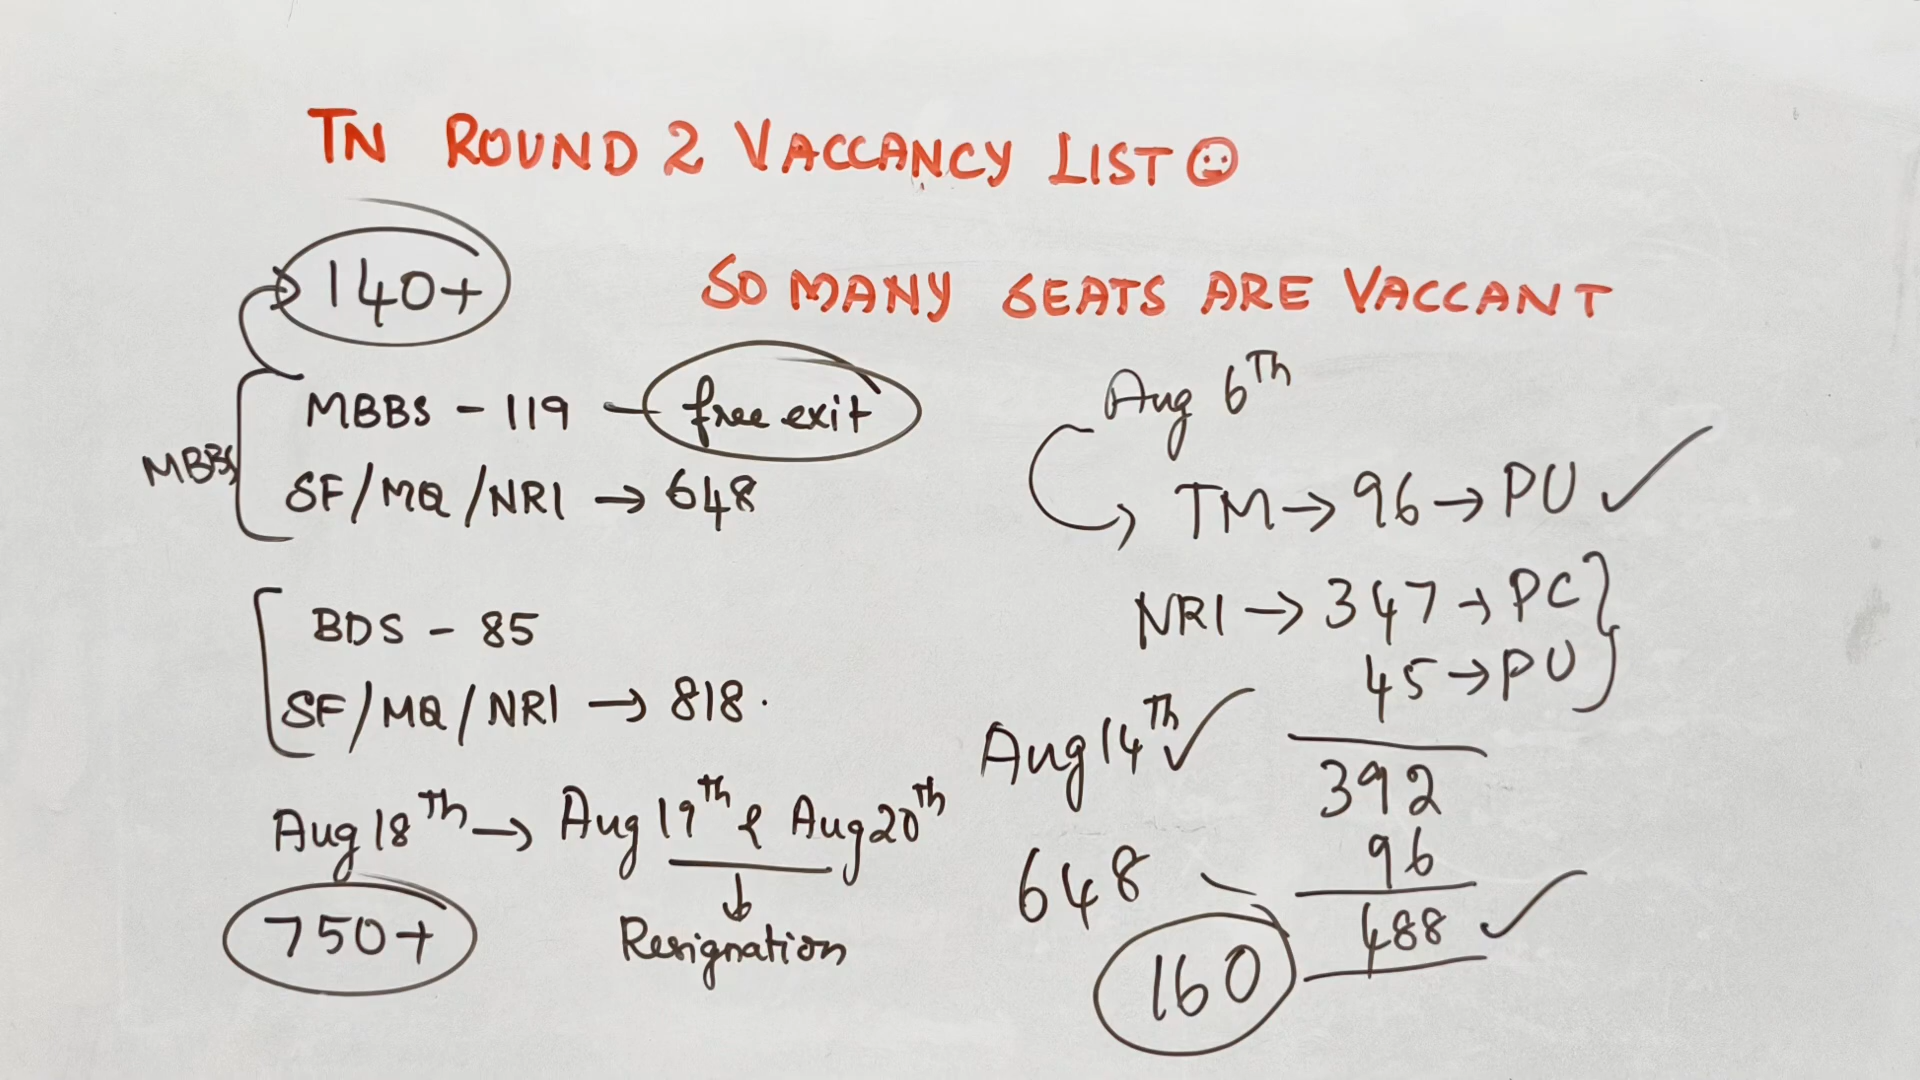 TN ROUND 2 VACCANCY LIST
SO MANY SEATS ARE VACCANT
140+
MBBS
MBBS - 119 - free exit
SF/MQ/NRI → 648
BDS - 85
SF/MQ/NRI → 818.
Aug 18th → Aug 19th & Aug 20th
Resignation
750+
Aug 6Th
TM → 96 → PU ✓
NRI → 347 → PC
45 → PU
Aug 14Th ✓
392
96
488 ✓
648
160